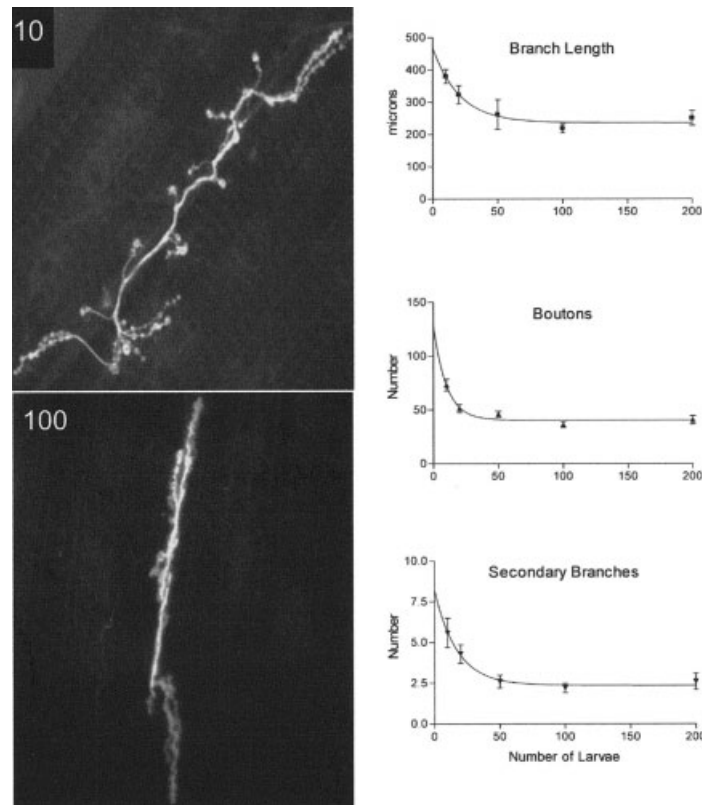 10
100
Branch Length
microns
500
400
300
200
100
0
0 50 100 150 200
Boutons
Number
150
100
50
0
0 50 100 150 200
Secondary Branches
Number
10.0
7.5
5.0
2.5
0.0
0 50 100 150 200
Number of Larvae